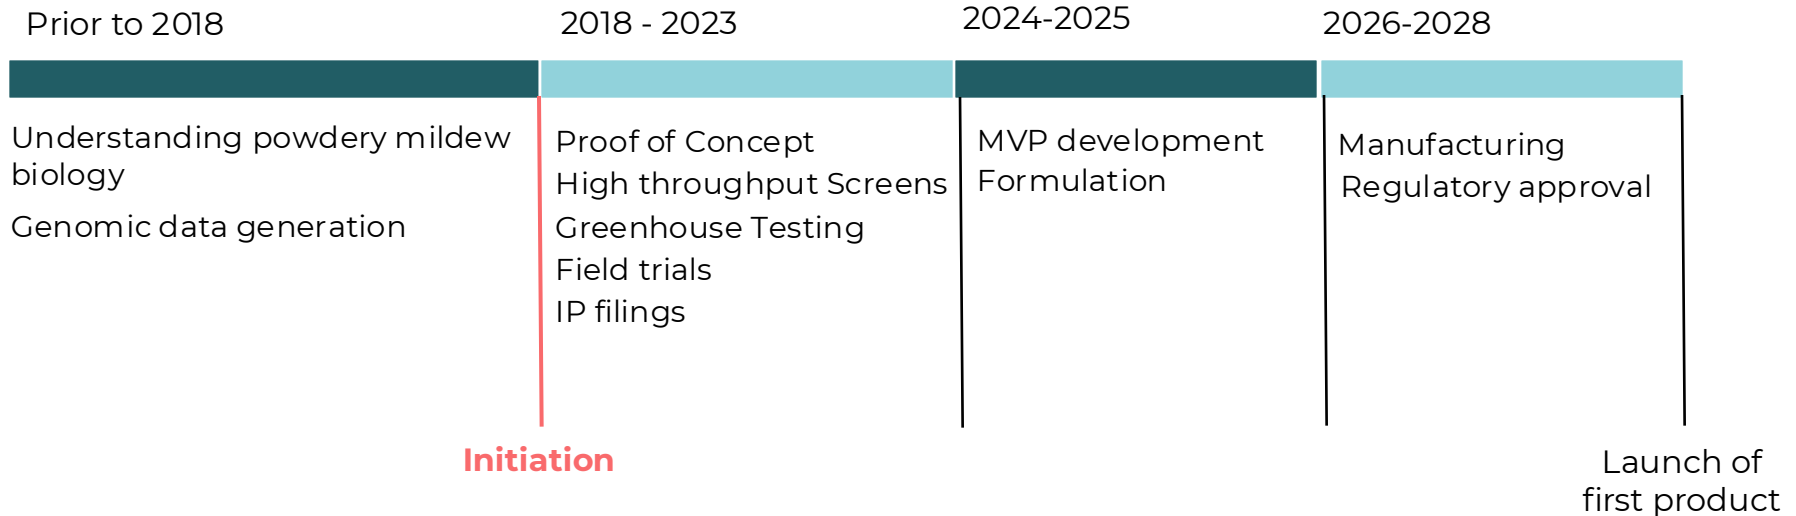 Prior to 2018
2018 - 2023
2024-2025
2026-2028
Understanding powdery mildew
biology
Genomic data generation
Proof of Concept
High throughput Screens
Greenhouse Testing
Field trials
IP filings
MVP development
Formulation
Manufacturing
Regulatory approval
Initiation
Launch of
first product